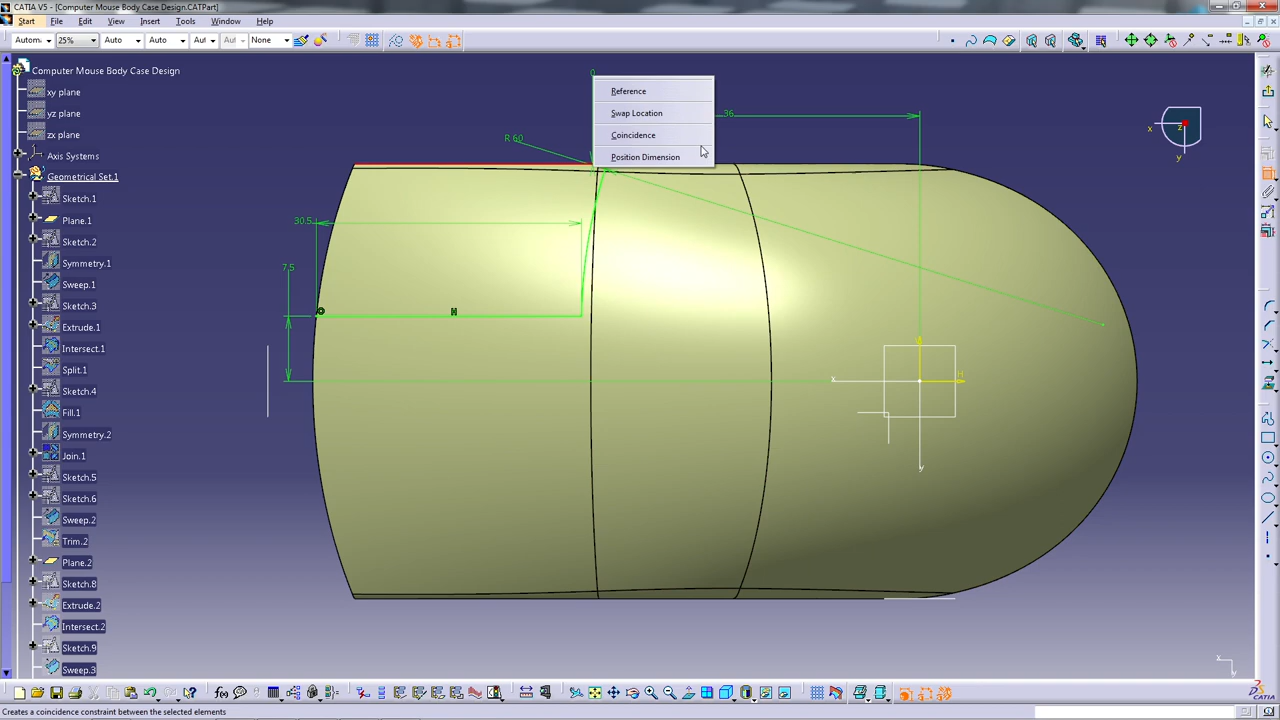 CATIA V5 - [Computer Mouse Body Case Design.CATPart]
Start File Edit View Insert Tools Window Help
Autom 25% Auto Auto Aut Aut None
Computer Mouse Body Case Design
xy plane
yz plane
zx plane
Axis Systems
Geometrical Set.1
Sketch.1
Plane.1
Sketch.2
Symmetry.1
Sweep.1
Sketch.3
Extrude.1
Intersect.1
Split.1
Sketch.4
Fill.1
Symmetry.2
Join.1
Sketch.5
Sketch.6
Sweep.2
Trim.2
Plane.2
Sketch.8
Extrude.2
Intersect.2
Sketch.9
Sweep.3
0
Reference
Swap Location
Coincidence
Position Dimension
36
R 60
30.5
7.5
H
x
H
y
x
z
y
x
y
f(x)
CATIA
Creates a coincidence constraint between the selected elements